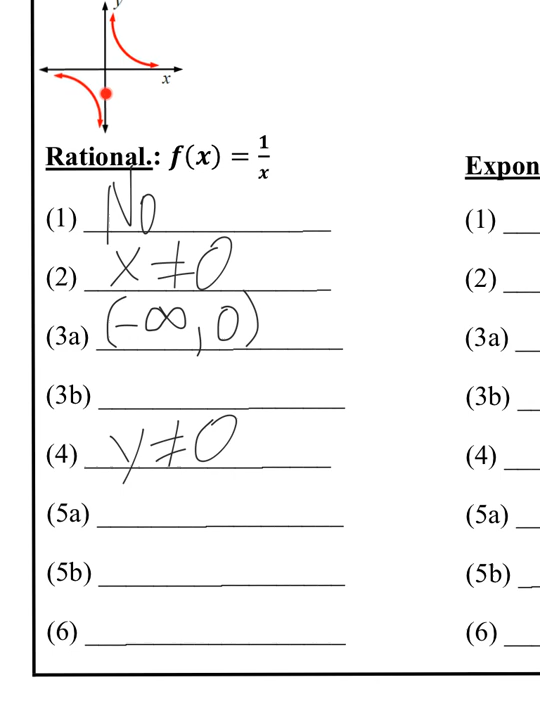 y
x
Rational.: f(x) = 1/x
Expon
(1) No
(1)
(2) x ≠ 0
(2)
(3a) (-∞, 0)
(3a)
(3b)
(3b)
(4) y ≠ 0
(4)
(5a)
(5a)
(5b)
(5b)
(6)
(6)